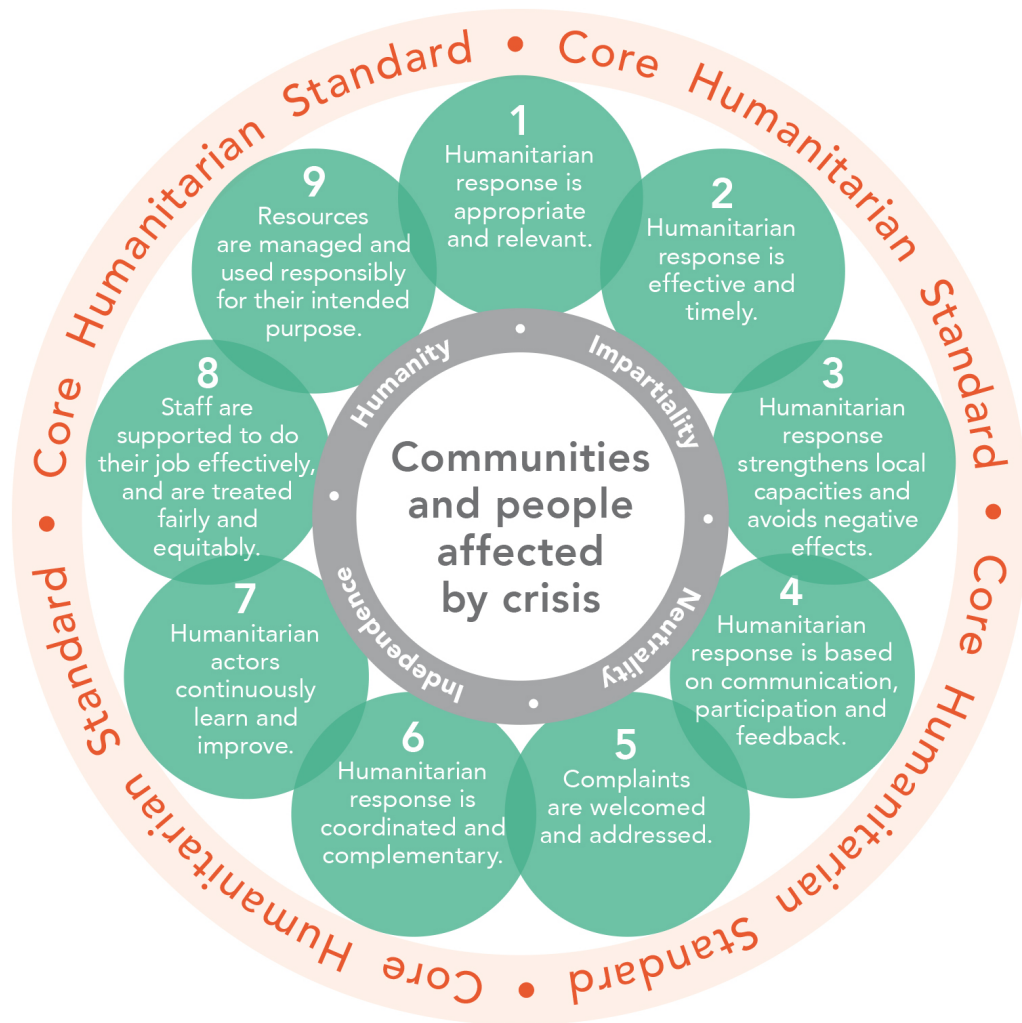 Core Humanitarian Standard • Core Humanitarian Standard • Core Humanitarian Standard • Core Humanitarian Standard •
1
Humanitarian
response is
appropriate
and relevant.
2
Humanitarian
response is
effective and
timely.
3
Humanitarian
response
strengthens local
capacities and
avoids negative
effects.
4
Humanitarian
response is based
on communication,
participation and
feedback.
5
Complaints
are welcomed
and addressed.
6
Humanitarian
response is
coordinated and
complementary.
7
Humanitarian
actors
continuously
learn and
improve.
8
Staff are
supported to do
their job effectively,
and are treated
fairly and
equitably.
9
Resources
are managed and
used responsibly
for their intended
purpose.
Humanity • Impartiality • Neutrality • Independence •
Communities
and people
affected
by crisis